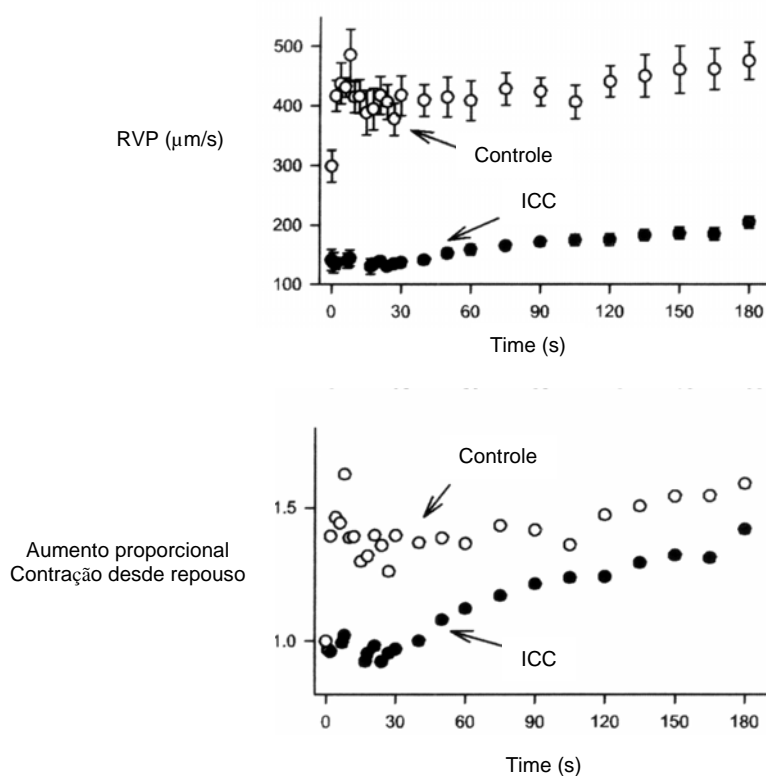 500
400
300
200
100
RVP (μm/s)
Controle
ICC
0 30 60 90 120 150 180
Time (s)
1.5
1.0
Aumento proporcional
Contração desde repouso
Controle
ICC
0 30 60 90 120 150 180
Time (s)